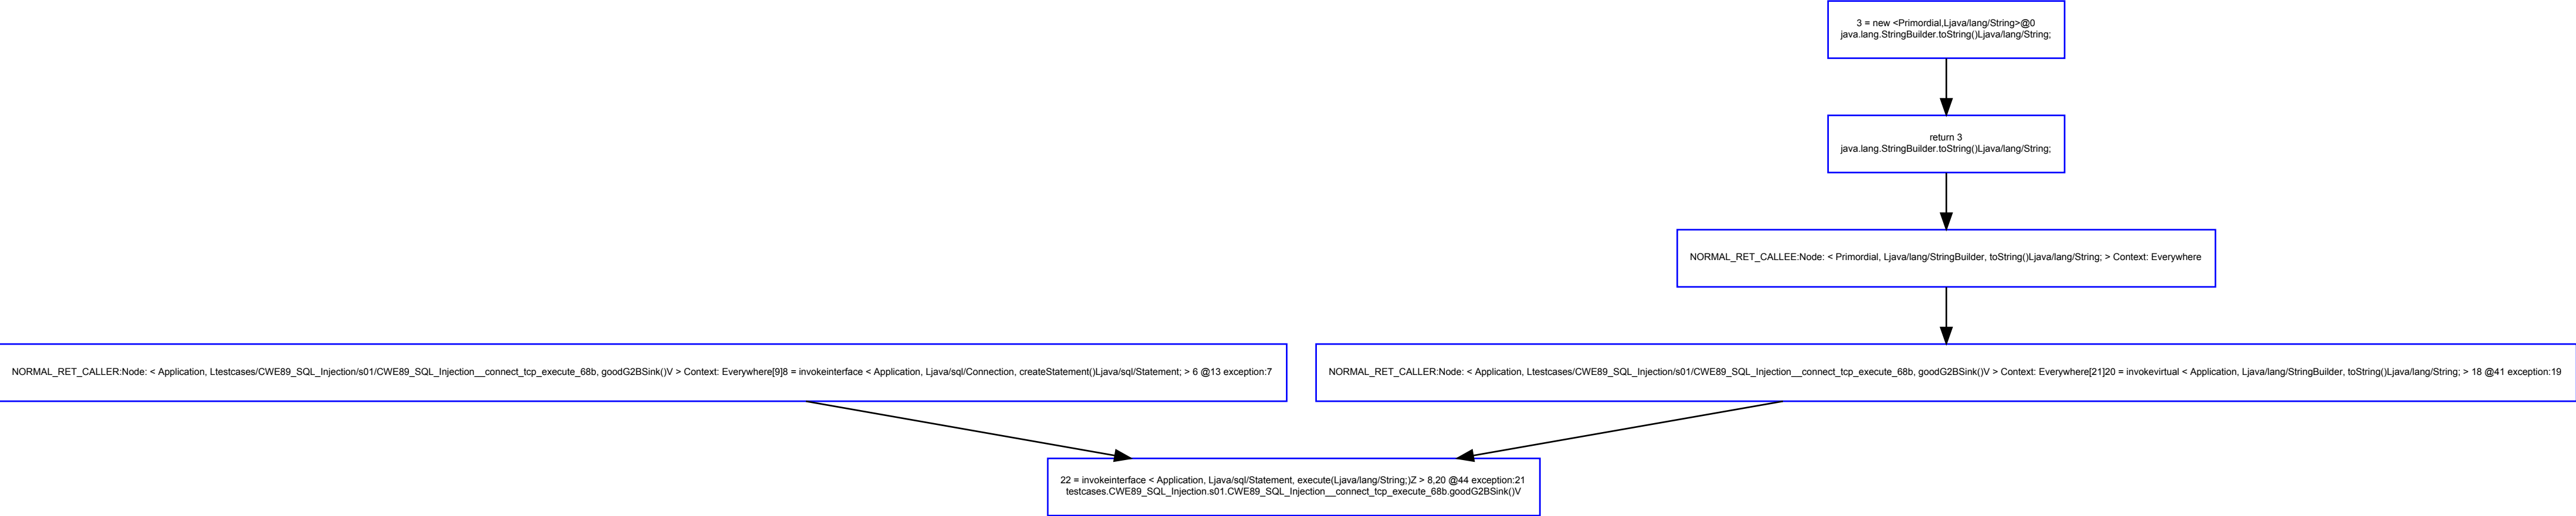 3 = new <Primordial,Ljava/lang/String>@0
java.lang.StringBuilder.toString()Ljava/lang/String;
return 3
java.lang.StringBuilder.toString()Ljava/lang/String;
NORMAL_RET_CALLEE:Node: < Primordial, Ljava/lang/StringBuilder, toString()Ljava/lang/String; > Context: Everywhere
NORMAL_RET_CALLER:Node: < Application, Ltestcases/CWE89_SQL_Injection/s01/CWE89_SQL_Injection__connect_tcp_execute_68b, goodG2BSink()V > Context: Everywhere[9]8 = invokeinterface < Application, Ljava/sql/Connection, createStatement()Ljava/sql/Statement; > 6 @13 exception:7
NORMAL_RET_CALLER:Node: < Application, Ltestcases/CWE89_SQL_Injection/s01/CWE89_SQL_Injection__connect_tcp_execute_68b, goodG2BSink()V > Context: Everywhere[21]20 = invokevirtual < Application, Ljava/lang/StringBuilder, toString()Ljava/lang/String; > 18 @41 exception:19
22 = invokeinterface < Application, Ljava/sql/Statement, execute(Ljava/lang/String;)Z > 8,20 @44 exception:21
testcases.CWE89_SQL_Injection.s01.CWE89_SQL_Injection__connect_tcp_execute_68b.goodG2BSink()V